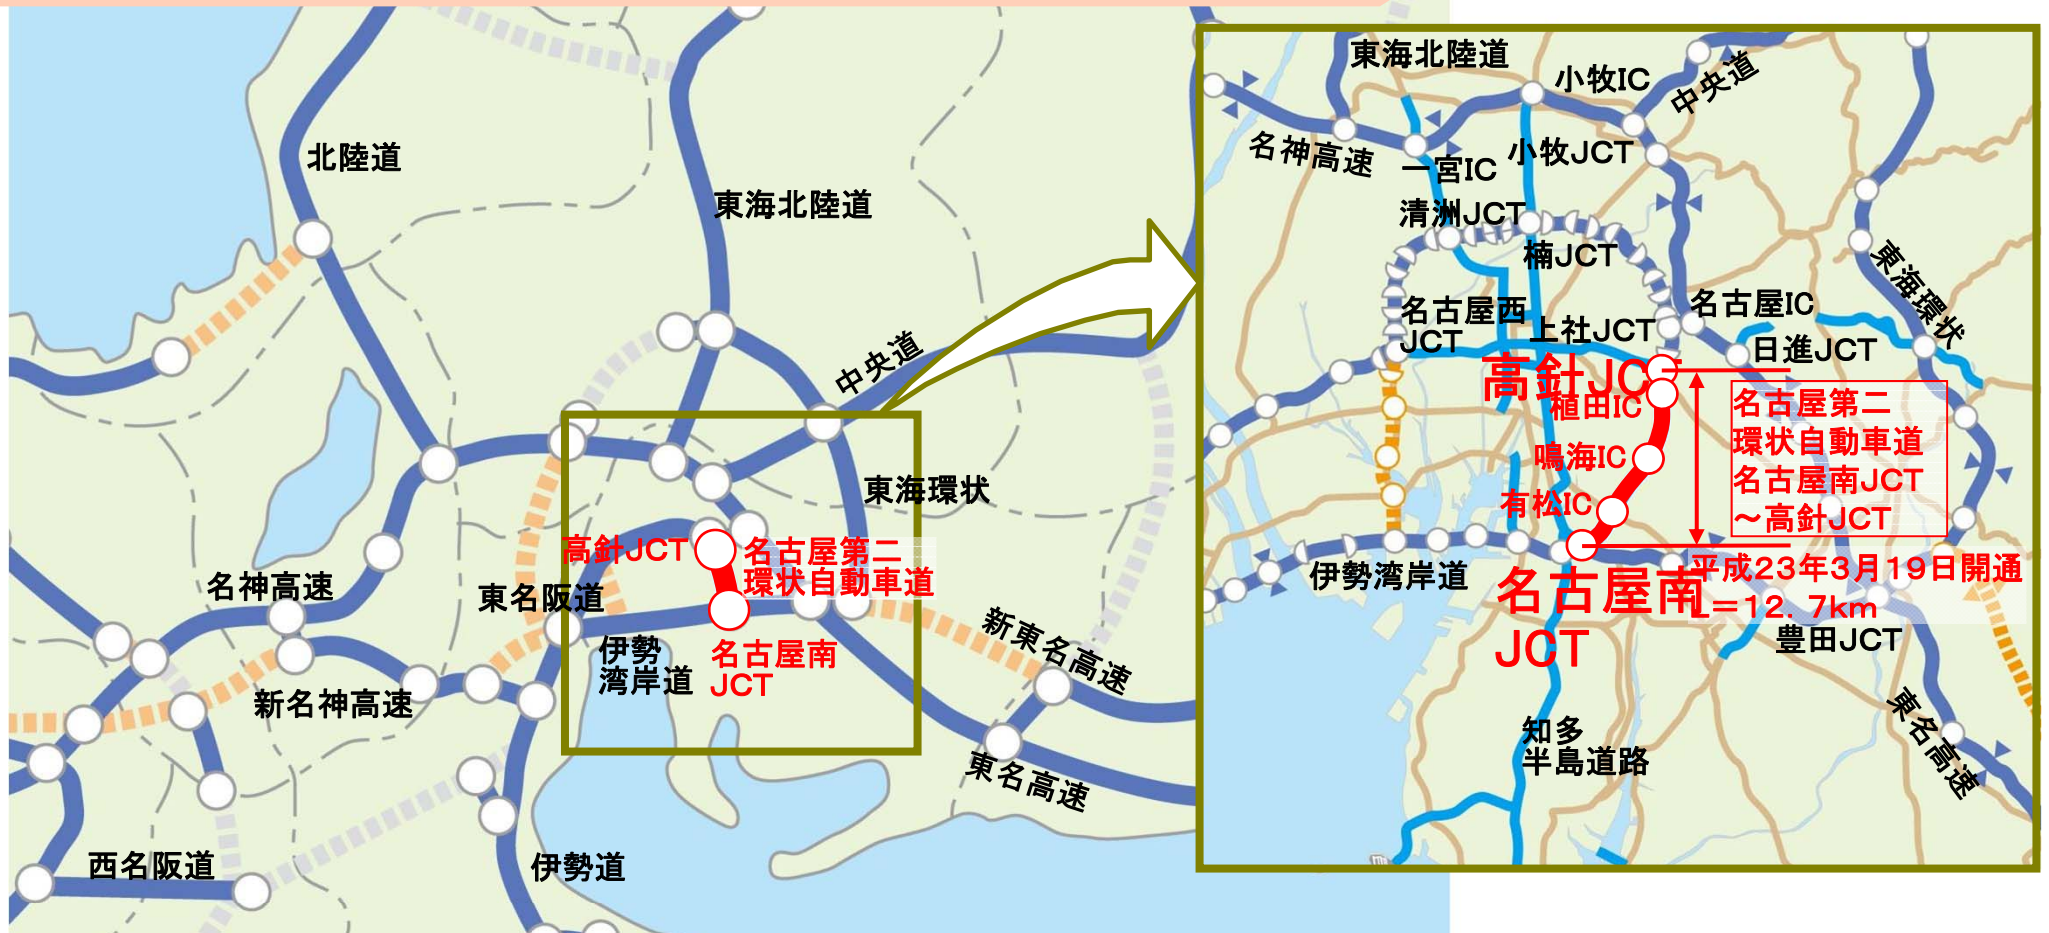 北陸道
東海北陸道
中央道
東海環状
名神高速
東名阪道
高針JCT
名古屋第二
環状自動車道
伊勢
湾岸道
名古屋南
JCT
新東名高速
新名神高速
東名高速
西名阪道
伊勢道
東海北陸道
小牧IC
中央道
名神高速
一宮IC
小牧JCT
清洲JCT
楠JCT
東海環状
名古屋西
JCT
名古屋IC
上社JCT
日進JCT
高針JC
植田IC
鳴海IC
有松IC
名古屋第二
環状自動車道
名古屋南JCT
～高針JCT
伊勢湾岸道
名古屋南
JCT
平成23年3月19日開通
L＝12．7km
豊田JCT
東名高速
知多
半島道路